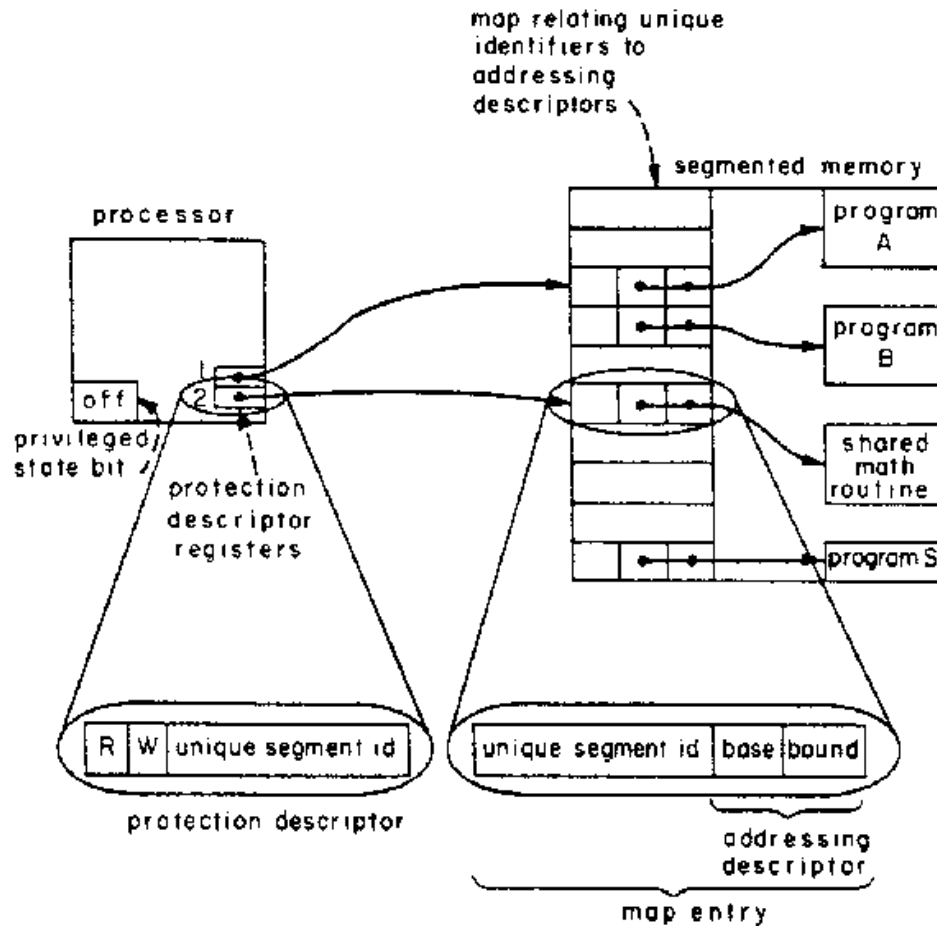 map relating unique
identifiers to
addressing
descriptors
segmented memory
processor
program
A
program
B
1
2
off
privileged
state bit
shared
math
routine
protection
descriptor
registers
program S
R W unique segment id
unique segment id base bound
protection descriptor
addressing
descriptor
map entry